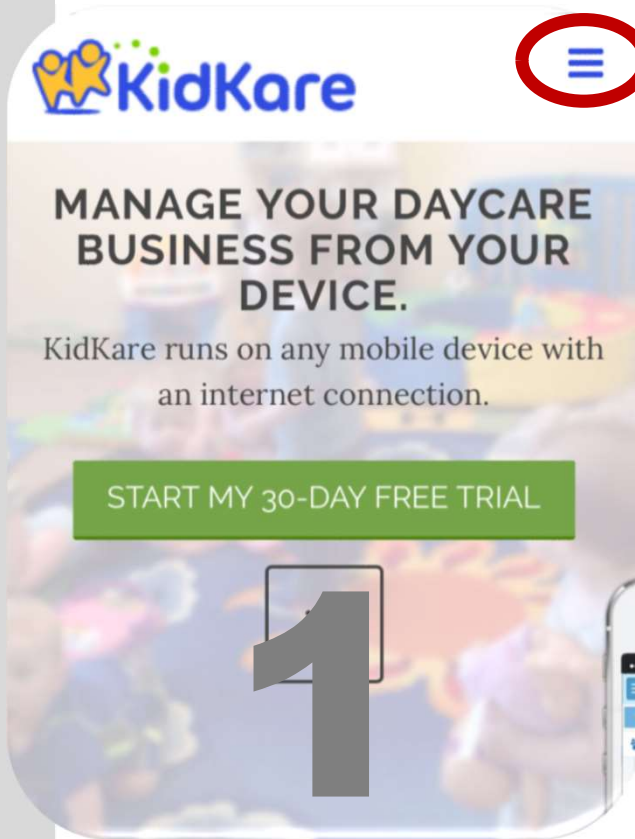 KidKare
MANAGE YOUR DAYCARE
BUSINESS FROM YOUR
DEVICE.
KidKare runs on any mobile device with
an internet connection.
START MY 30-DAY FREE TRIAL
1